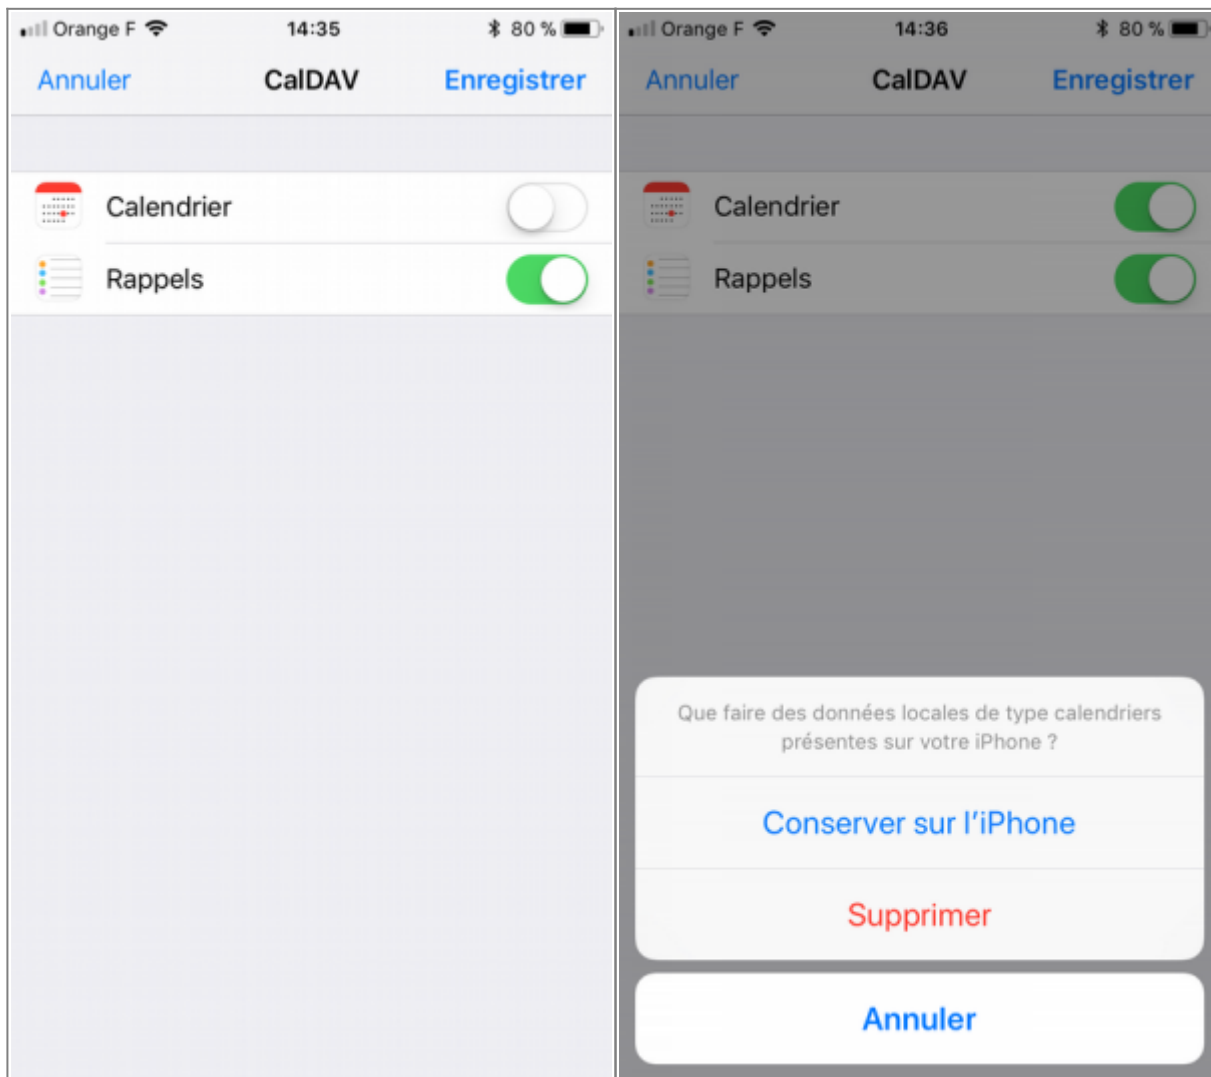 Orange F 14:35 80 %
Annuler CalDAV Enregistrer
Calendrier
Rappels
Orange F 14:36 80 %
Annuler CalDAV Enregistrer
Calendrier
Rappels
Que faire des données locales de type calendriers
présentes sur votre iPhone ?
Conserver sur l'iPhone
Supprimer
Annuler